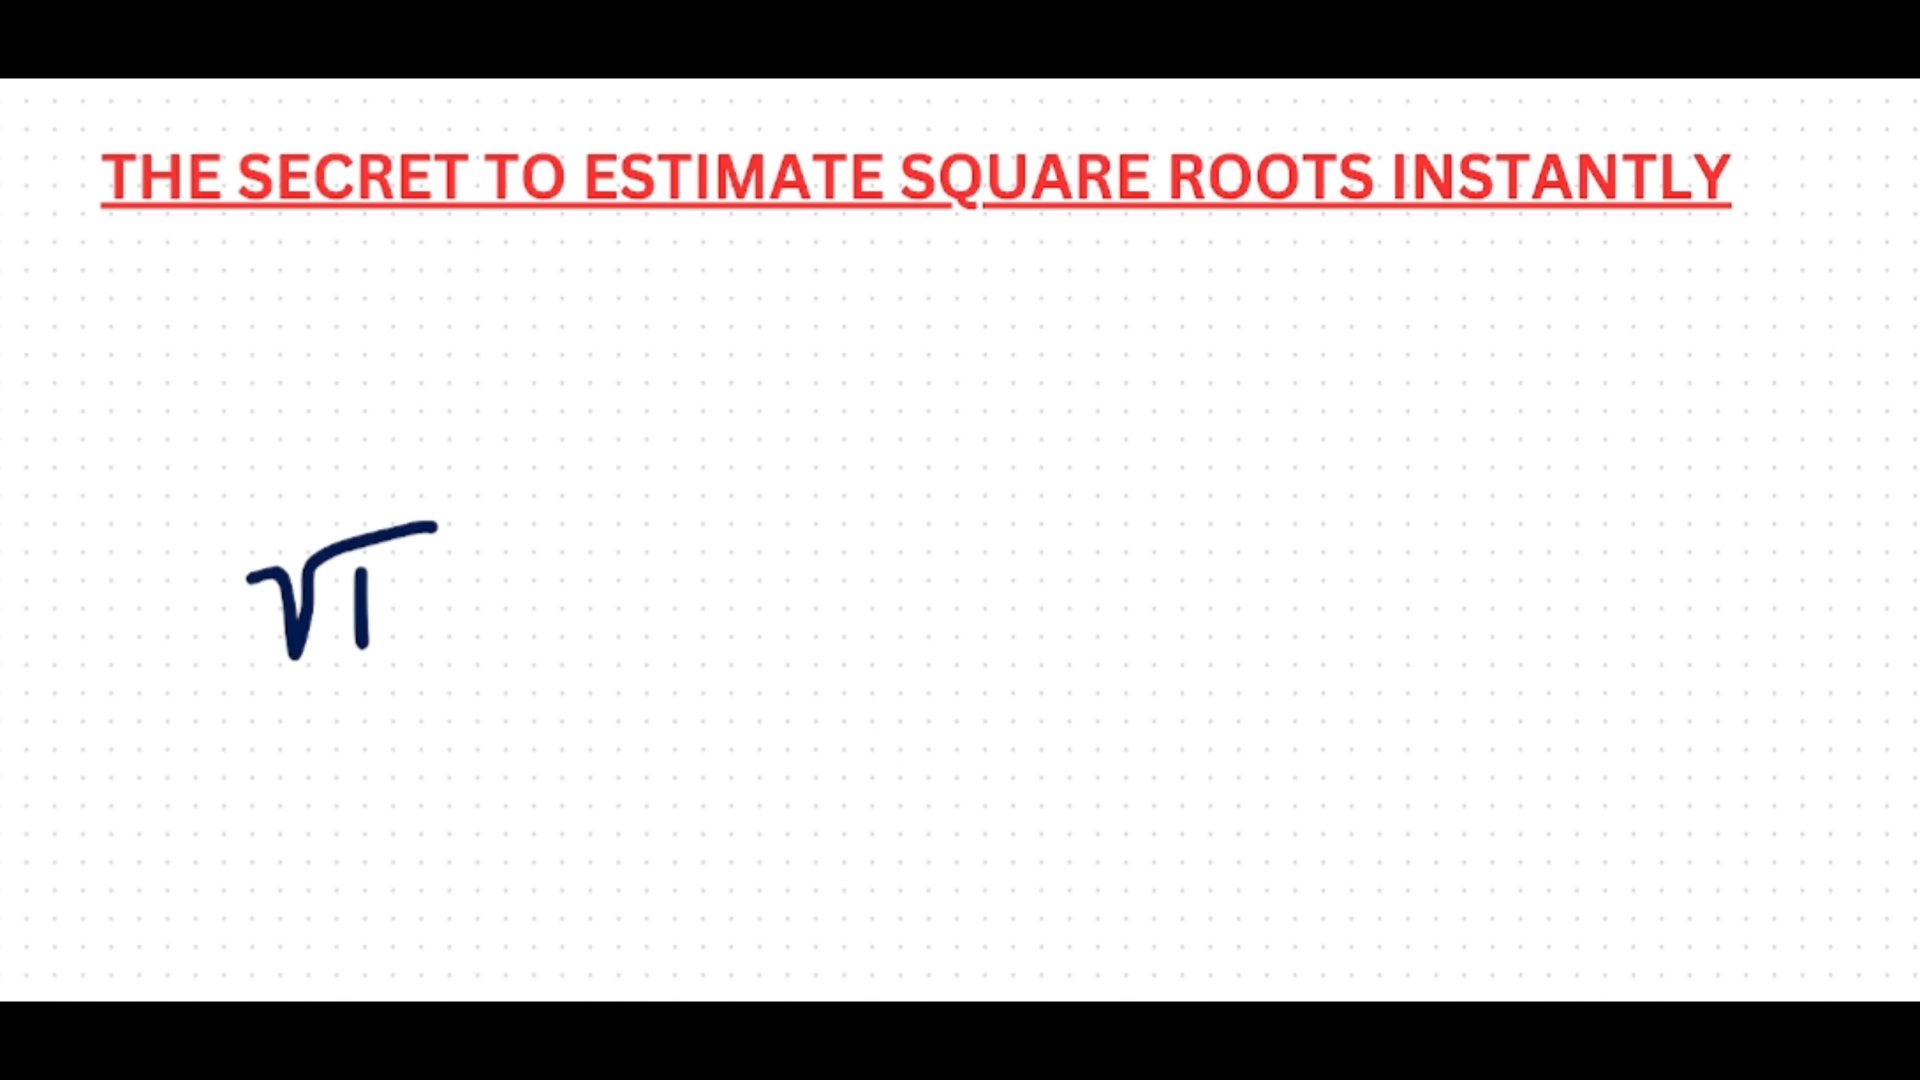 THE SECRET TO ESTIMATE SQUARE ROOTS INSTANTLY
√1